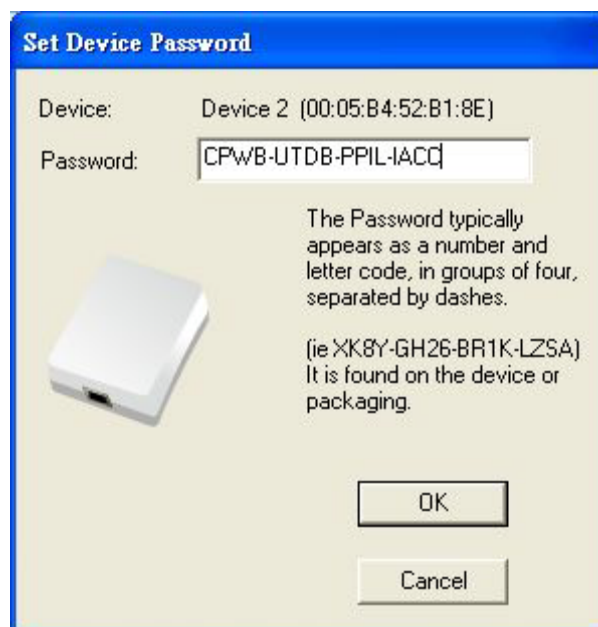 Set Device Password
Device: Device 2 (00:05:B4:52:B1:8E)
Password: CPWB-UTDB-PPIL-IACC
The Password typically
appears as a number and
letter code, in groups of four,
separated by dashes.
(ie XK8Y-GH26-BR1K-LZSA)
It is found on the device or
packaging.
OK
Cancel